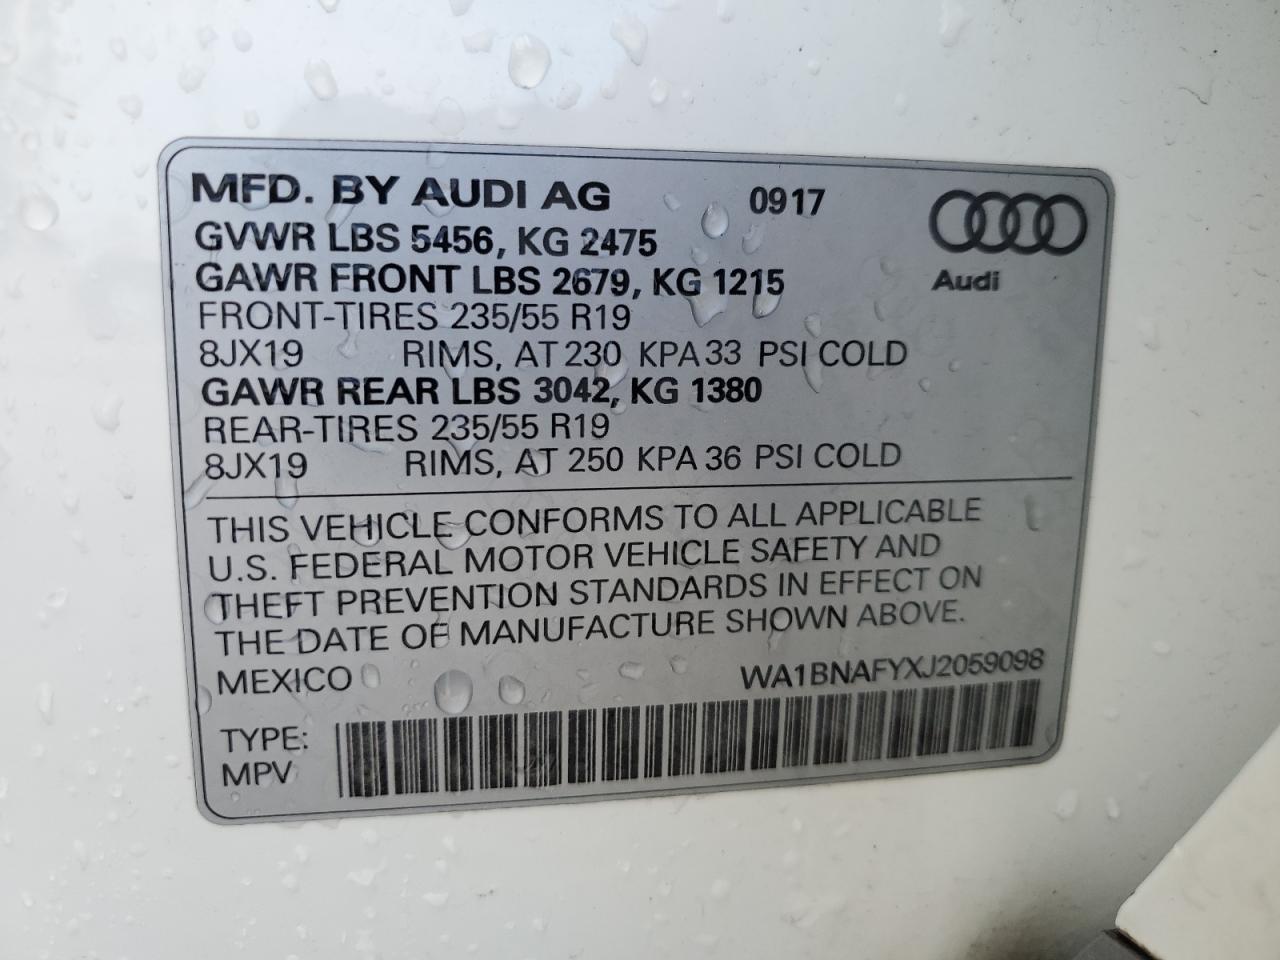 MFD. BY AUDI AG 0917
GVWR LBS 5456, KG 2475
GAWR FRONT LBS 2679, KG 1215
Audi
FRONT-TIRES 235/55 R19
8JX19 RIMS, AT 230 KPA 33 PSI COLD
GAWR REAR LBS 3042, KG 1380
REAR-TIRES 235/55 R19
8JX19 RIMS, AT 250 KPA 36 PSI COLD
THIS VEHICLE CONFORMS TO ALL APPLICABLE
U.S. FEDERAL MOTOR VEHICLE SAFETY AND
THEFT PREVENTION STANDARDS IN EFFECT ON
THE DATE OF MANUFACTURE SHOWN ABOVE.
MEXICO WA1BNAFYXJ2059098
TYPE:
MPV